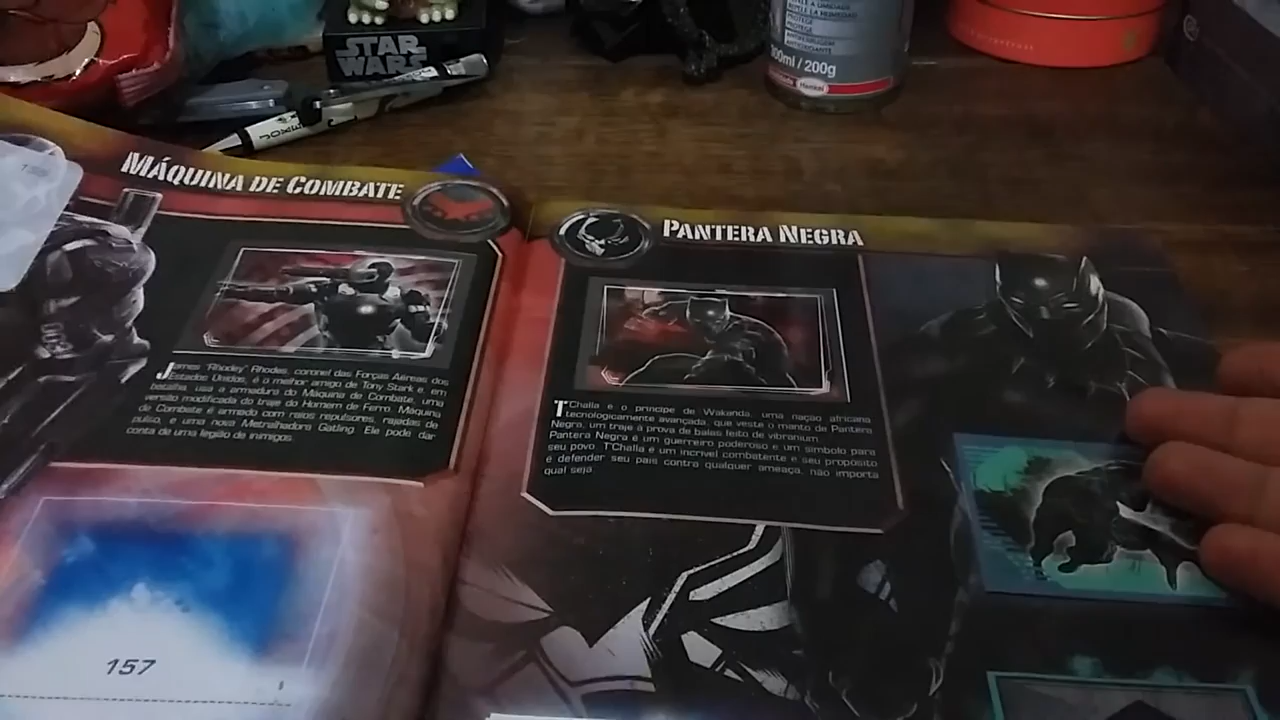 STAR
WARS
PROTEGE
PROTEGE
300ml / 200g
Henkel
MÁQUINA DE COMBATE
James "Rhodey" Rhodes, coronel das Forças Aéreas dos
Estados Unidos, é o melhor amigo de Tony Stark e, em
batalha, usa a armadura do Máquina de Combate, uma
versão modificada do traje do Homem de Ferro. Máquina
de Combate é armado com raios repulsores, rajadas de
pulso, e uma nova Metralhadora Gatling. Ele pode dar
conta de uma legião de inimigos.
157
PANTERA NEGRA
T'Challa é o príncipe de Wakanda, uma nação africana
tecnologicamente avançada, que veste o manto de Pantera
Negra, um traje à prova de balas feito de vibranium.
Pantera Negra é um guerreiro poderoso e um símbolo para
seu povo. T'Challa é um incrível combatente e seu propósito
é defender seu país contra qualquer ameaça, não importa
qual seja.